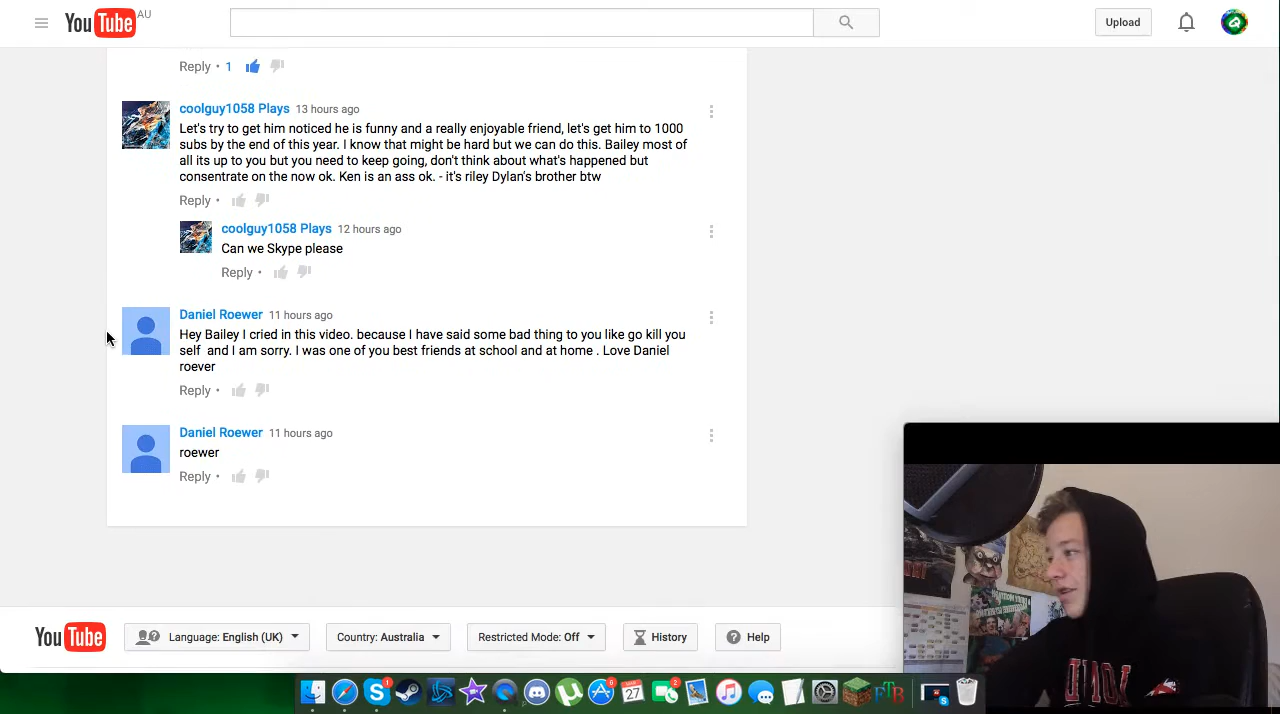 YouTube AU
Upload
Reply • 1
coolguy1058 Plays 13 hours ago
Let's try to get him noticed he is funny and a really enjoyable friend, let's get him to 1000
subs by the end of this year. I know that might be hard but we can do this. Bailey most of
all its up to you but you need to keep going, don't think about what's happened but
consentrate on the now ok. Ken is an ass ok. - it's riley Dylan's brother btw
Reply •
coolguy1058 Plays 12 hours ago
Can we Skype please
Reply •
Daniel Roewer 11 hours ago
Hey Bailey I cried in this video. because I have said some bad thing to you like go kill you
self and I am sorry. I was one of you best friends at school and at home . Love Daniel
roever
Reply •
Daniel Roewer 11 hours ago
roewer
Reply •
YouTube
Language: English (UK)
Country: Australia
Restricted Mode: Off
History
Help
FTB